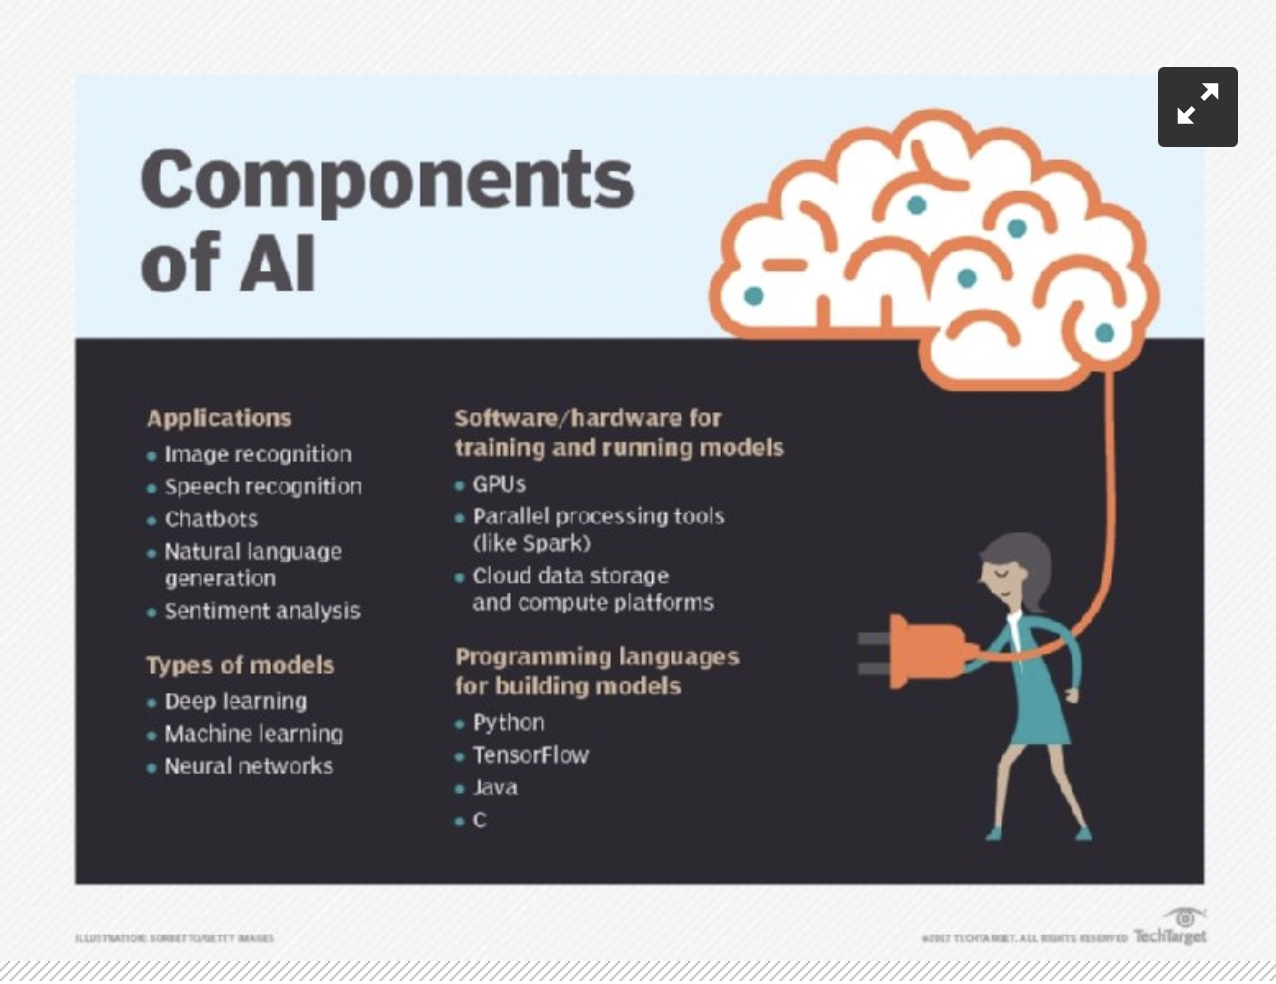 Components
of AI
Applications
• Image recognition
• Speech recognition
• Chatbots
• Natural language
generation
• Sentiment analysis
Types of models
• Deep learning
• Machine learning
• Neural networks
Software/hardware for
training and running models
• GPUs
• Parallel processing tools
(like Spark)
• Cloud data storage
and compute platforms
Programming languages
for building models
• Python
• TensorFlow
• Java
• C
ILLUSTRATION: SORBETTO/GETTY IMAGES
©2017 TECHTARGET. ALL RIGHTS RESERVED TechTarget